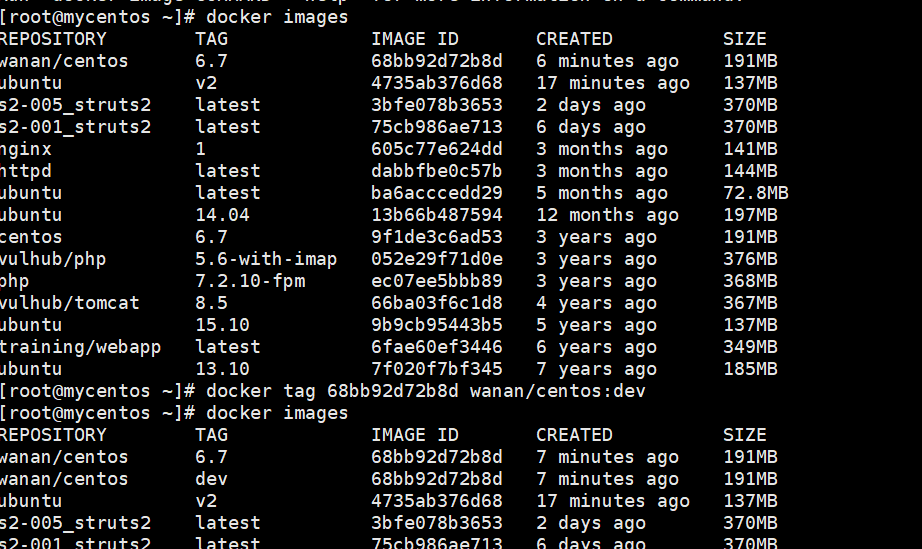 [root@mycentos ~]# docker images
REPOSITORY TAG IMAGE ID CREATED SIZE
wanan/centos 6.7 68bb92d72b8d 6 minutes ago 191MB
ubuntu v2 4735ab376d68 17 minutes ago 137MB
s2-005_struts2 latest 3bfe078b3653 2 days ago 370MB
s2-001_struts2 latest 75cb986ae713 6 days ago 370MB
nginx 1 605c77e624dd 3 months ago 141MB
httpd latest dabbfbe0c57b 3 months ago 144MB
ubuntu latest ba6acccedd29 5 months ago 72.8MB
ubuntu 14.04 13b66b487594 12 months ago 197MB
centos 6.7 9f1de3c6ad53 3 years ago 191MB
vulhub/php 5.6-with-imap 052e29f71d0e 3 years ago 376MB
php 7.2.10-fpm ec07ee5bbb89 3 years ago 368MB
vulhub/tomcat 8.5 66ba03f6c1d8 4 years ago 367MB
ubuntu 15.10 9b9cb95443b5 5 years ago 137MB
training/webapp latest 6fae60ef3446 6 years ago 349MB
ubuntu 13.10 7f020f7bf345 7 years ago 185MB
[root@mycentos ~]# docker tag 68bb92d72b8d wanan/centos:dev
[root@mycentos ~]# docker images
REPOSITORY TAG IMAGE ID CREATED SIZE
wanan/centos 6.7 68bb92d72b8d 7 minutes ago 191MB
wanan/centos dev 68bb92d72b8d 7 minutes ago 191MB
ubuntu v2 4735ab376d68 17 minutes ago 137MB
s2-005_struts2 latest 3bfe078b3653 2 days ago 370MB
s2-001_struts2 latest 75cb986ae713 6 days ago 370MB